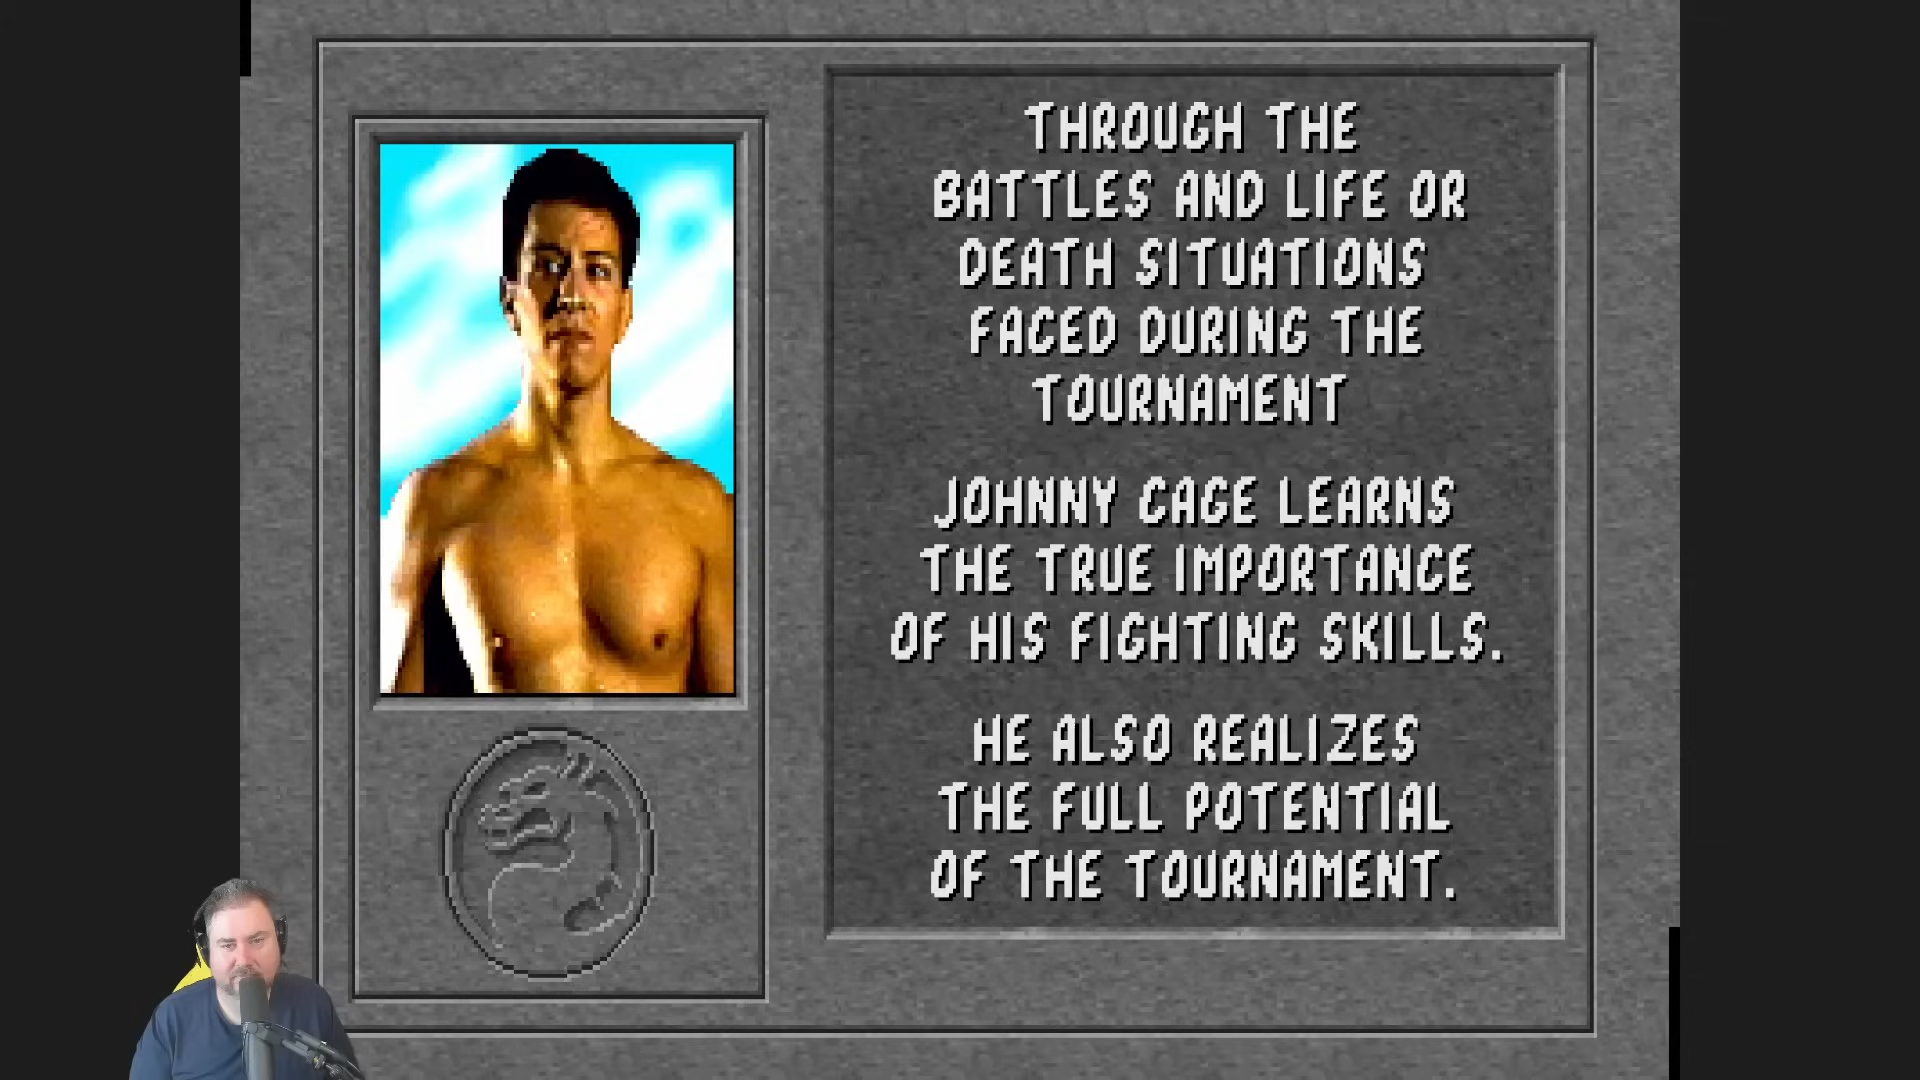 THROUGH THE
BATTLES AND LIFE OR
DEATH SITUATIONS
FACED DURING THE
TOURNAMENT
JOHNNY CAGE LEARNS
THE TRUE IMPORTANCE
OF HIS FIGHTING SKILLS.
HE ALSO REALIZES
THE FULL POTENTIAL
OF THE TOURNAMENT.